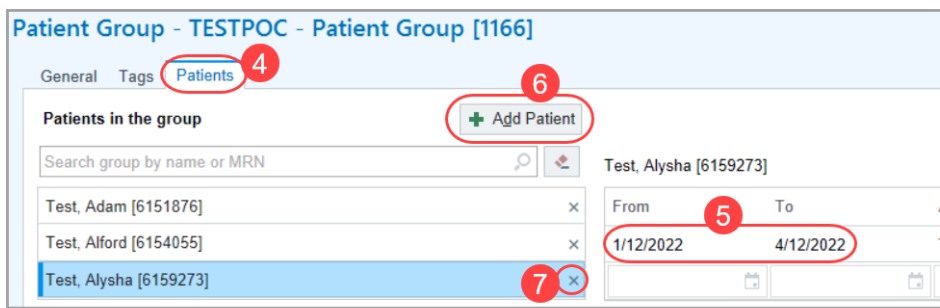 Patient Group - TESTPOC - Patient Group [1166]
General Tags Patients 4
6
Patients in the group
Add Patient
Search group by name or MRN
Test, Alysha [6159273]
Test, Adam [6151876]
From 5 To
Test, Alford [6154055]
1/12/2022 4/12/2022
Test, Alysha [6159273] 7